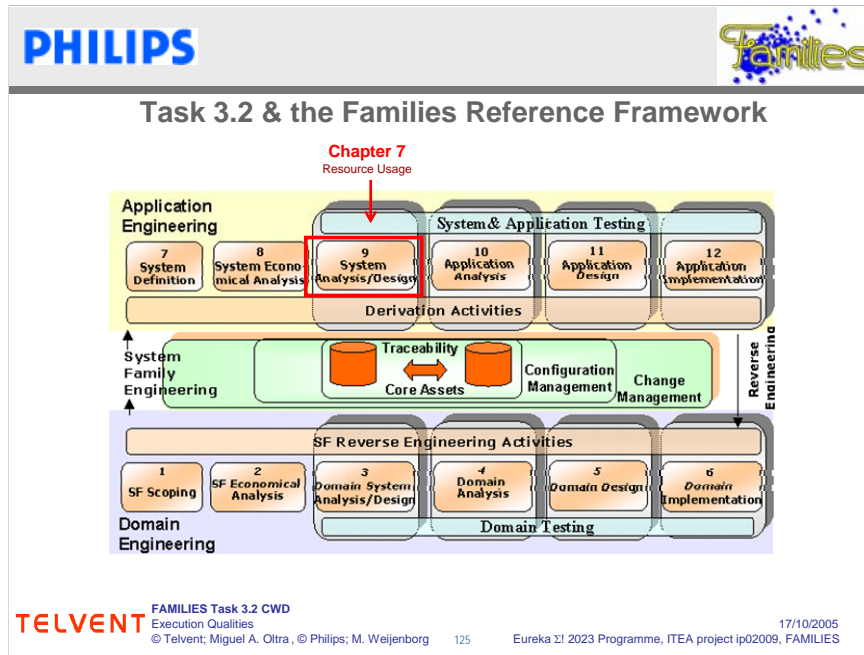 PHILIPS
Families
Task 3.2 & the Families Reference Framework
Chapter 7
Resource Usage
Application
Engineering
System& Application Testing
7
System
Definition
8
System Econo-
mical Analysis
9
System
Analysis/Design
10
Application
Analysis
11
Application
Design
12
Application
Implementation
Derivation Activities
System
Family
Engineering
Traceability
Core Assets
Configuration
Management
Change
Management
Reverse
Engineering
SF Reverse Engineering Activities
1
SF Scoping
2
SF Economical
Analysis
3
Domain System
Analysis/Design
4
Domain
Analysis
5
Domain Design
6
Domain
Implementation
Domain
Engineering
Domain Testing
TELVENT
FAMILIES Task 3.2 CWD
Execution Qualities
17/10/2005
© Telvent; Miguel A. Oltra , © Philips; M. Weijenborg
125
Eureka Σ! 2023 Programme, ITEA project ip02009, FAMILIES